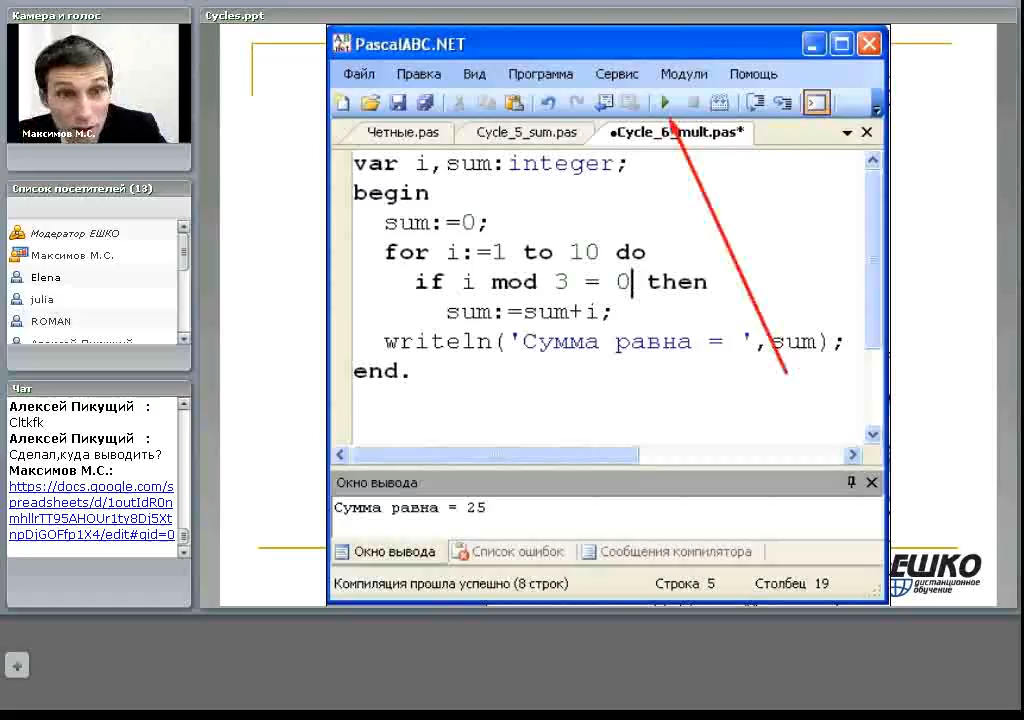 Камера и голос
Максимов М.С.
Список посетителей (13)
Модератор ЕШКО
Максимов М.С.
Elena
julia
ROMAN
Алексей Пикущий
Чат
Алексей Пикущий :
Cltkfk
Алексей Пикущий :
Сделал,куда выводить?
Максимов М.С.:
https://docs.google.com/s
preadsheets/d/1outIdR0n
mhllrTT95AHOUr1ty8Dj5Xt
npDjGOFfp1X4/edit#gid=0
Cycles.ppt
PascalABC.NET
Файл Правка Вид Программа Сервис Модули Помощь
Четные.pas Cycle_5_sum.pas •Cycle_6_mult.pas*
var i,sum:integer;
begin
sum:=0;
for i:=1 to 10 do
if i mod 3 = 0 then
sum:=sum+i;
writeln('Сумма равна = ',sum);
end.
Окно вывода
Сумма равна = 25
Окно вывода Список ошибок Сообщения компилятора
Компиляция прошла успешно (8 строк) Строка 5 Столбец 19
ЕШКО
дистанционное
обучение